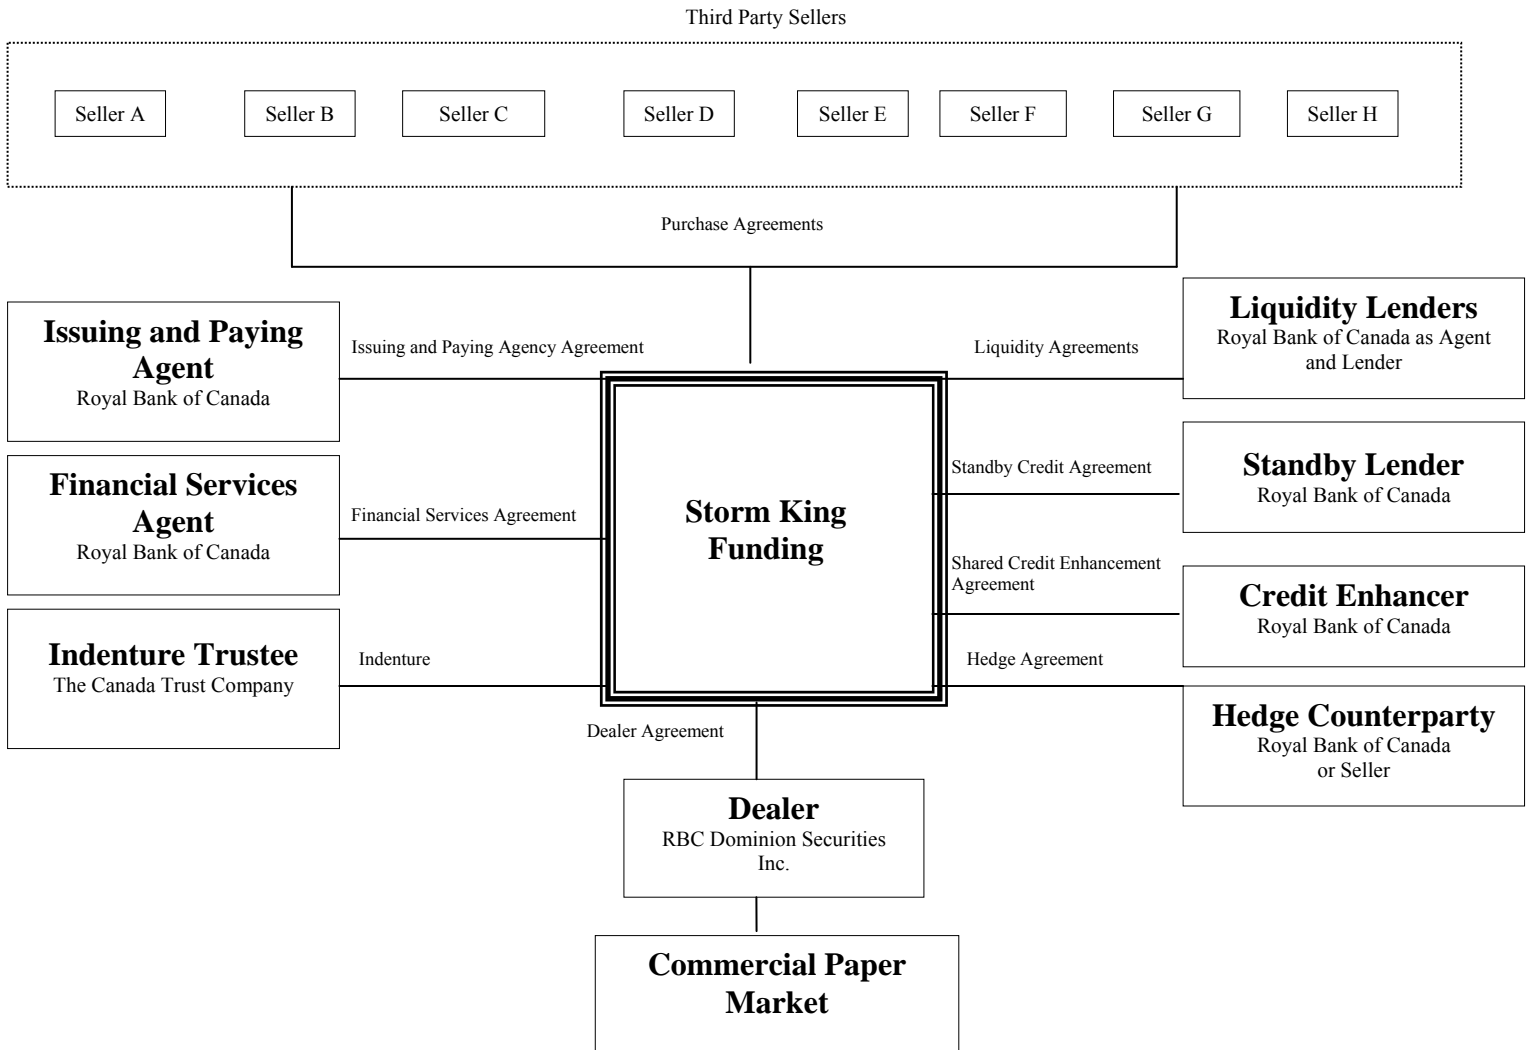 Third Party Sellers
Seller A
Seller B
Seller C
Seller D
Seller E
Seller F
Seller G
Seller H
Purchase Agreements
Issuing and Paying
Agent
Royal Bank of Canada
Issuing and Paying Agency Agreement
Liquidity Agreements
Liquidity Lenders
Royal Bank of Canada as Agent
and Lender
Financial Services
Agent
Royal Bank of Canada
Financial Services Agreement
Storm King
Funding
Standby Credit Agreement
Standby Lender
Royal Bank of Canada
Shared Credit Enhancement
Agreement
Credit Enhancer
Royal Bank of Canada
Indenture Trustee
The Canada Trust Company
Indenture
Hedge Agreement
Hedge Counterparty
Royal Bank of Canada
or Seller
Dealer Agreement
Dealer
RBC Dominion Securities
Inc.
Commercial Paper
Market